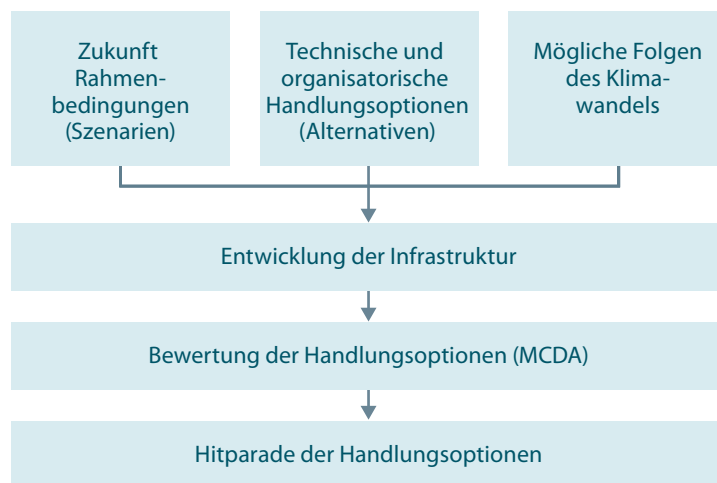 Zukunft
Rahmen-
bedingungen
(Szenarien)
Technische und
organisatorische
Handlungsoptionen
(Alternativen)
Mögliche Folgen
des Klima-
wandels
Entwicklung der Infrastruktur
Bewertung der Handlungsoptionen (MCDA)
Hitparade der Handlungsoptionen